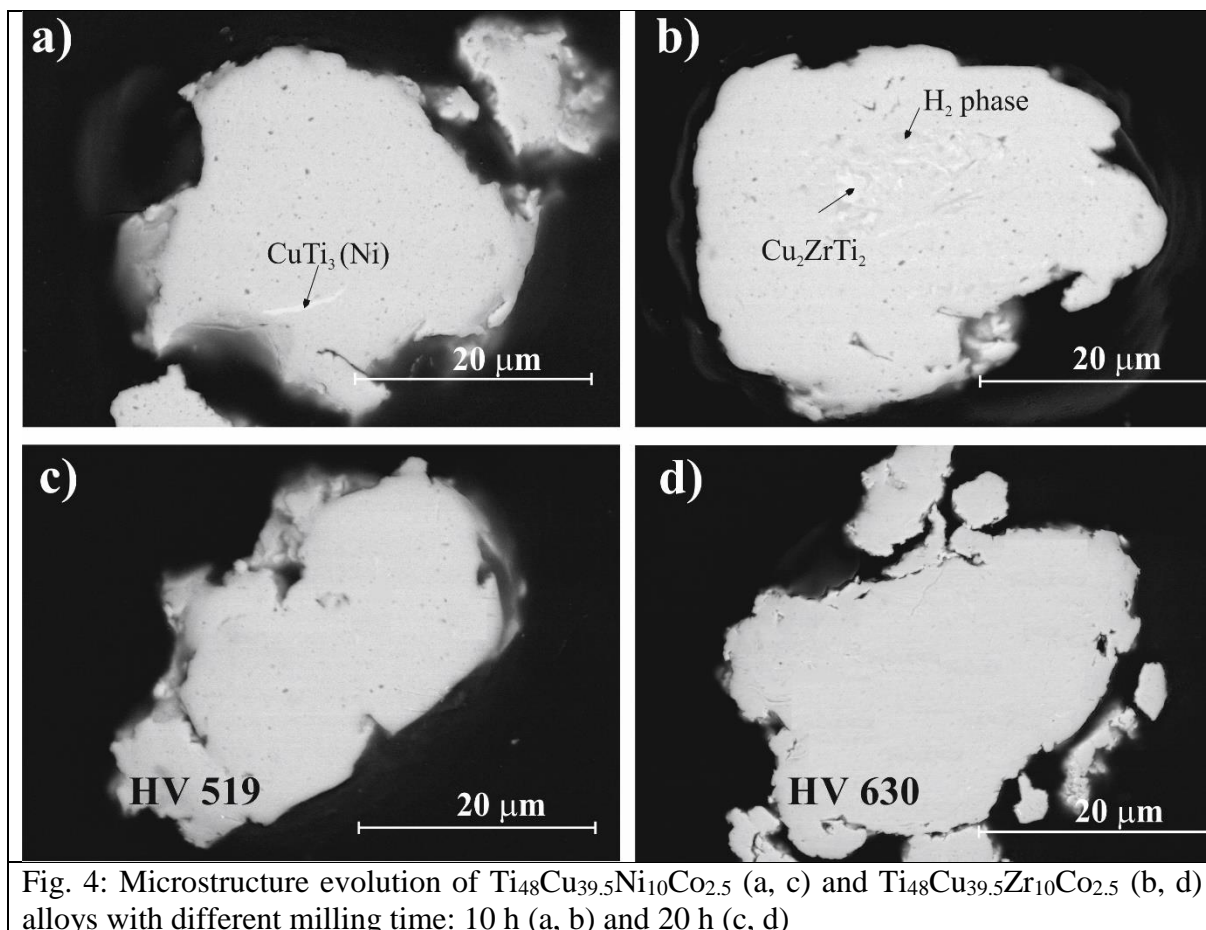 a)
CuTi₃ (Ni)
20 μm
b)
H₂ phase
Cu₂ZrTi₂
20 μm
c)
HV 519
20 μm
d)
HV 630
20 μm
Fig. 4: Microstructure evolution of Ti₄₈Cu₃₉.₅Ni₁₀Co₂.₅ (a, c) and Ti₄₈Cu₃₉.₅Zr₁₀Co₂.₅ (b, d)
alloys with different milling time: 10 h (a, b) and 20 h (c, d)